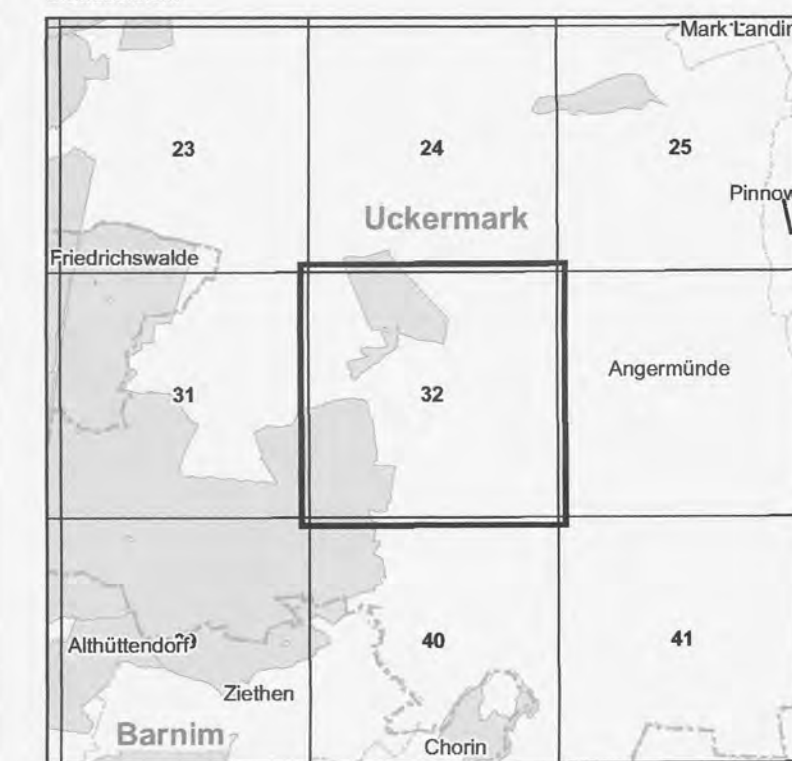 Mark Landin
23
24
25
Pinnow
Uckermark
Friedrichswalde
31
32
Angermünde
Althüttendorf
40
41
Ziethen
Barnim
Chorin